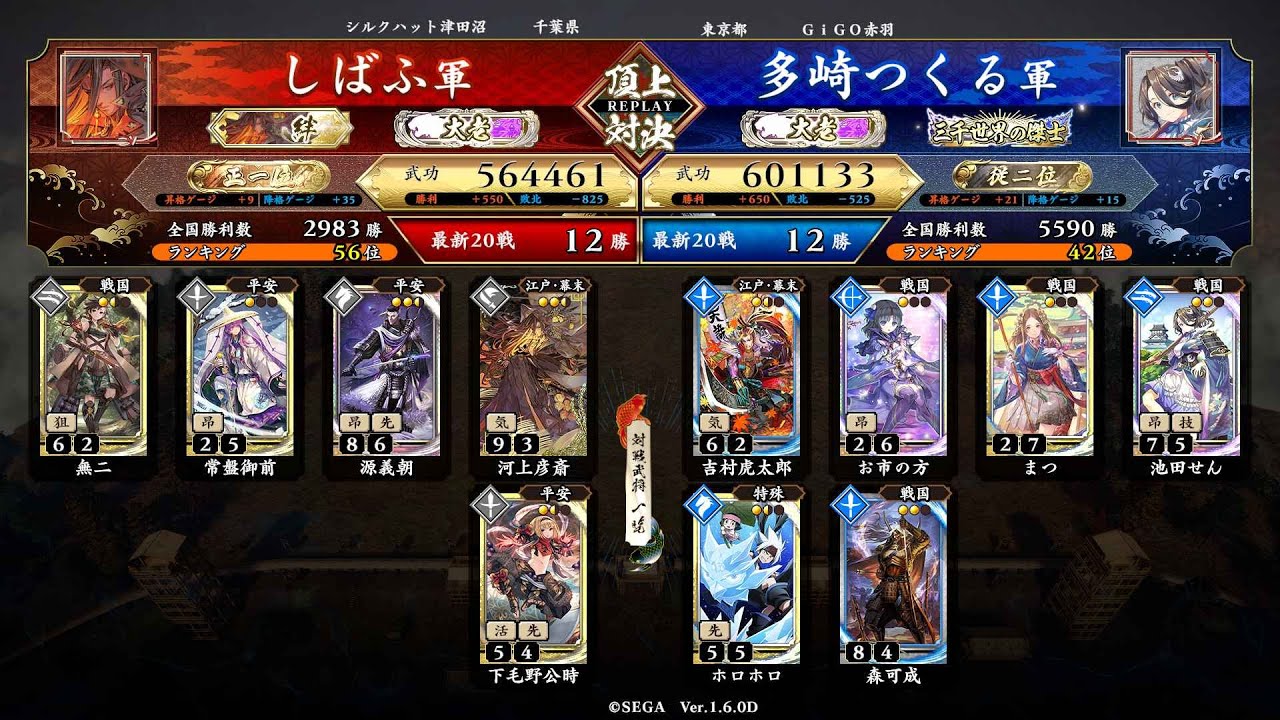 シルクハット津田沼 千葉県 東京都 GiGO赤羽
しばふ軍 頂上 REPLAY 対決 多崎つくる軍
絆 大老 大老 三千世界の傑士
正一位 武功 564461 武功 601133 従二位
昇格ゲージ +9 降格ゲージ +35 勝利 +550 敗北 -825 勝利 +650 敗北 -525 昇格ゲージ +21 降格ゲージ +15
全国勝利数 2983勝 最新20戦 12勝 最新20戦 12勝 全国勝利数 5590勝
ランキング 56位 ランキング 42位
戦国 平安 平安 江戸・幕末 江戸・幕末 戦国 戦国 戦国
天誅
狙 昂 昂 先 気 気 昂 昂 技
6 2 2 5 8 6 9 3 6 2 2 6 2 7 7 5
無二 常盤御前 源義朝 河上彦斎 吉村虎太郎 お市の方 まつ 池田せん
対戦武将一覧
平安 特殊 戦国
活 先 先
5 4 5 5 8 4
下毛野公時 ホロホロ 森可成
©SEGA Ver.1.6.0D